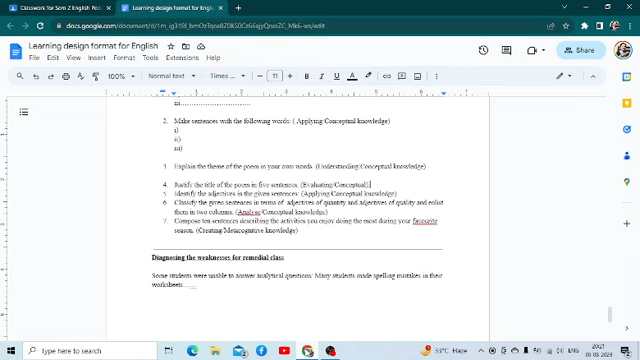 Classwork for Sem 2 English Ped
Learning design format for English
docs.google.com/document/d/
Learning design format for English
Share
File Edit View Insert Format Tools Extensions
100% Normal text Times ... 11
iii
2. Make sentences with the following words: ( Applying/Conceptual knowledge)
i)
ii)
iii)
3. Explain the theme of the poem in your own words. (Understanding/Conceptual knowledge)
4. Justify the title of the poem in five sentences. (Evaluating/Conceptual)
5. Identify the adjectives in the given sentences: (Applying/Conceptual knowledge)
6. Classify the given sentences in terms of adjectives of quantity and adjectives of quality and enlist
them in two columns. (Analyse/Conceptual knowledge)
7. Compose ten sentences describing the activities you enjoy doing the most during your favourite
season. (Creating/Metacognitive knowledge)
Diagnosing the weaknesses for remedial class
Some students were unable to answer analytical questions/ Many students made spelling mistakes in their
worksheets......
Type here to search
33°C Haze
20:21
30-08-2023